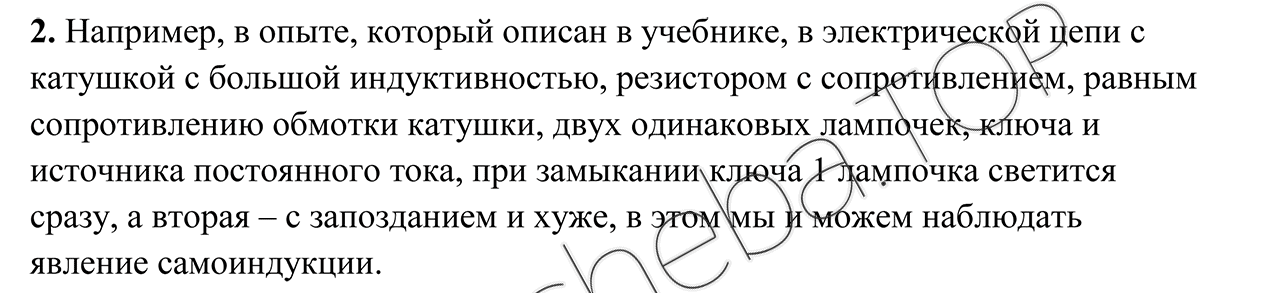 2. Например, в опыте, который описан в учебнике, в электрической цепи с
катушкой с большой индуктивностью, резистором с сопротивлением, равным
сопротивлению обмотки катушки, двух одинаковых лампочек, ключа и
источника постоянного тока, при замыкании ключа 1 лампочка светится
сразу, а вторая – с запозданием и хуже, в этом мы и можем наблюдать
явление самоиндукции.
cheba.TOP